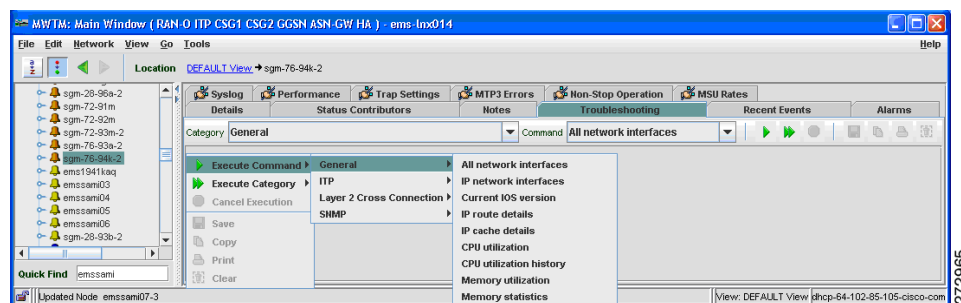 MWTM: Main Window ( RAN-O ITP CSG1 CSG2 GGSN ASN-GW HA ) - ems-lnx014
File Edit Network View Go Tools Help
Location DEFAULT View sgm-76-94k-2
sgm-28-96a-2
sgm-72-91m
sgm-72-92m
sgm-72-93m-2
sgm-76-93a-2
sgm-76-94k-2
ems1941kaq
emssami03
emssami04
emssami05
emssami06
sgm-28-93b-2
Quick Find emssami
Syslog Performance Trap Settings MTP3 Errors Non-Stop Operation MSU Rates
Details Status Contributors Notes Troubleshooting Recent Events Alarms
Category General Command All network interfaces
Execute Command
Execute Category
Cancel Execution
Save
Copy
Print
Clear
General
ITP
Layer 2 Cross Connection
SNMP
All network interfaces
IP network interfaces
Current IOS version
IP route details
IP cache details
CPU utilization
CPU utilization history
Memory utilization
Memory statistics
Updated Node emssami07-3
View: DEFAULT View dhcp-64-102-85-105-cisco-com
272965